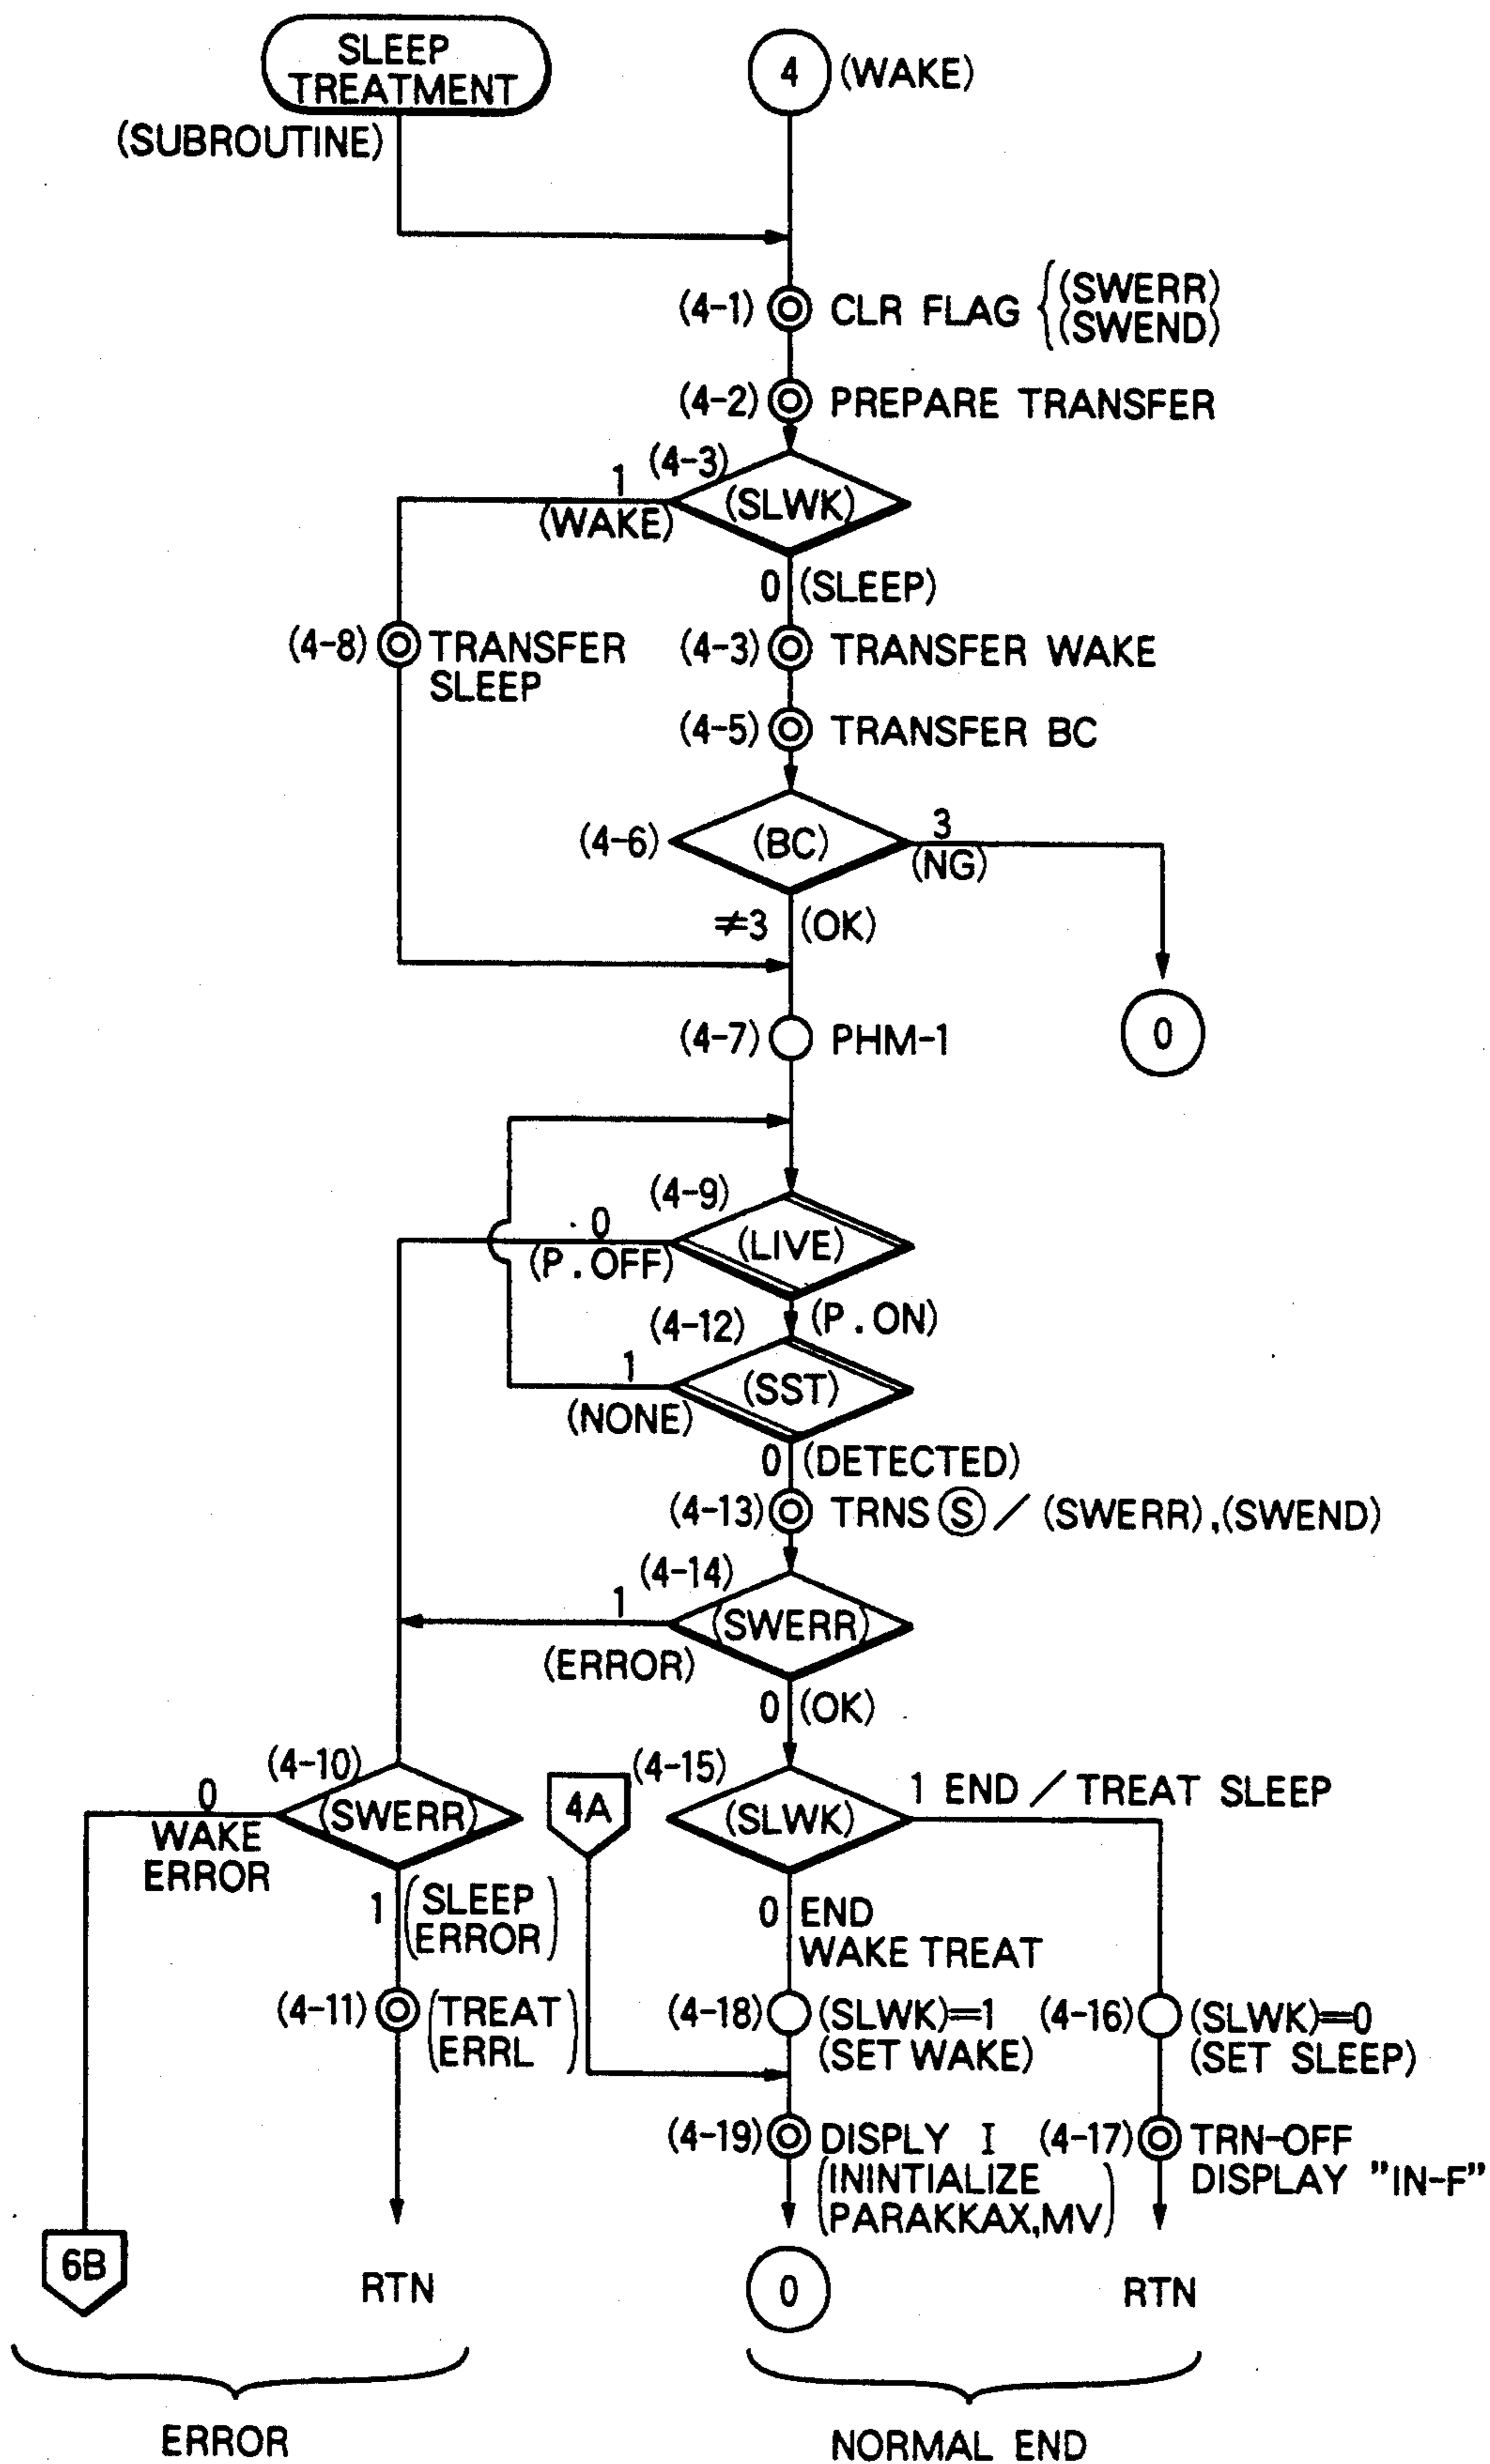 SLEEP
TREATMENT
(SUBROUTINE)
4 (WAKE)
(4-1) CLR FLAG {(SWERR)
(SWEND)
(4-2) PREPARE TRANSFER
(4-3)
(SLWK)
1
(WAKE)
0 (SLEEP)
(4-8) TRANSFER
SLEEP
(4-3) TRANSFER WAKE
(4-5) TRANSFER BC
(4-6) (BC)
3
(NG)
≠3 (OK)
0
(4-7) PHM-1
(4-9)
(LIVE)
0
(P.OFF)
(P.ON)
(4-12)
(SST)
1
(NONE)
0 (DETECTED)
(4-13) TRNS Ⓢ / (SWERR),(SWEND)
(4-14)
(SWERR)
1
(ERROR)
0 (OK)
(4-10)
(SWERR)
0
WAKE
ERROR
1 (SLEEP
ERROR)
(4-11) (TREAT
ERRL)
4A
(4-15)
(SLWK)
1 END / TREAT SLEEP
0 END
WAKE TREAT
(4-18) (SLWK)=1
(SET WAKE)
(4-16) (SLWK)=0
(SET SLEEP)
(4-19) DISPLY I
(ININTIALIZE
PARAKKAX,MV)
(4-17) TRN-OFF
DISPLAY "IN-F"
6B
RTN
0
RTN
ERROR
NORMAL END